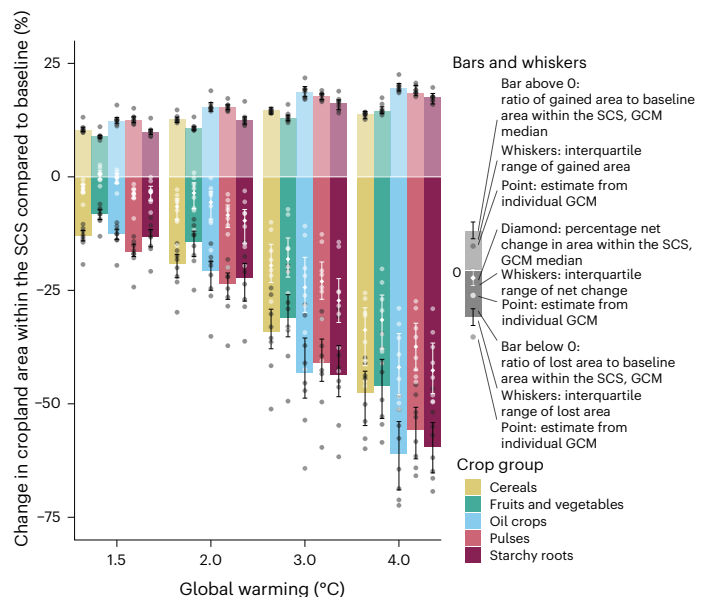 Change in cropland area within the SCS compared to baseline (%)
25
0
−25
−50
−75
1.5
2.0
3.0
4.0
Global warming (°C)
Bars and whiskers
Bar above 0:
ratio of gained area to baseline
area within the SCS, GCM
median
Whiskers: interquartile
range of gained area
Point: estimate from
individual GCM
0
Diamond: percentage net
change in area within the SCS,
GCM median
Whiskers: interquartile
range of net change
Point: estimate from
individual GCM
Bar below 0:
ratio of lost area to baseline
area within the SCS, GCM
Whiskers: interquartile
range of lost area
Point: estimate from
individual GCM
Crop group
Cereals
Fruits and vegetables
Oil crops
Pulses
Starchy roots